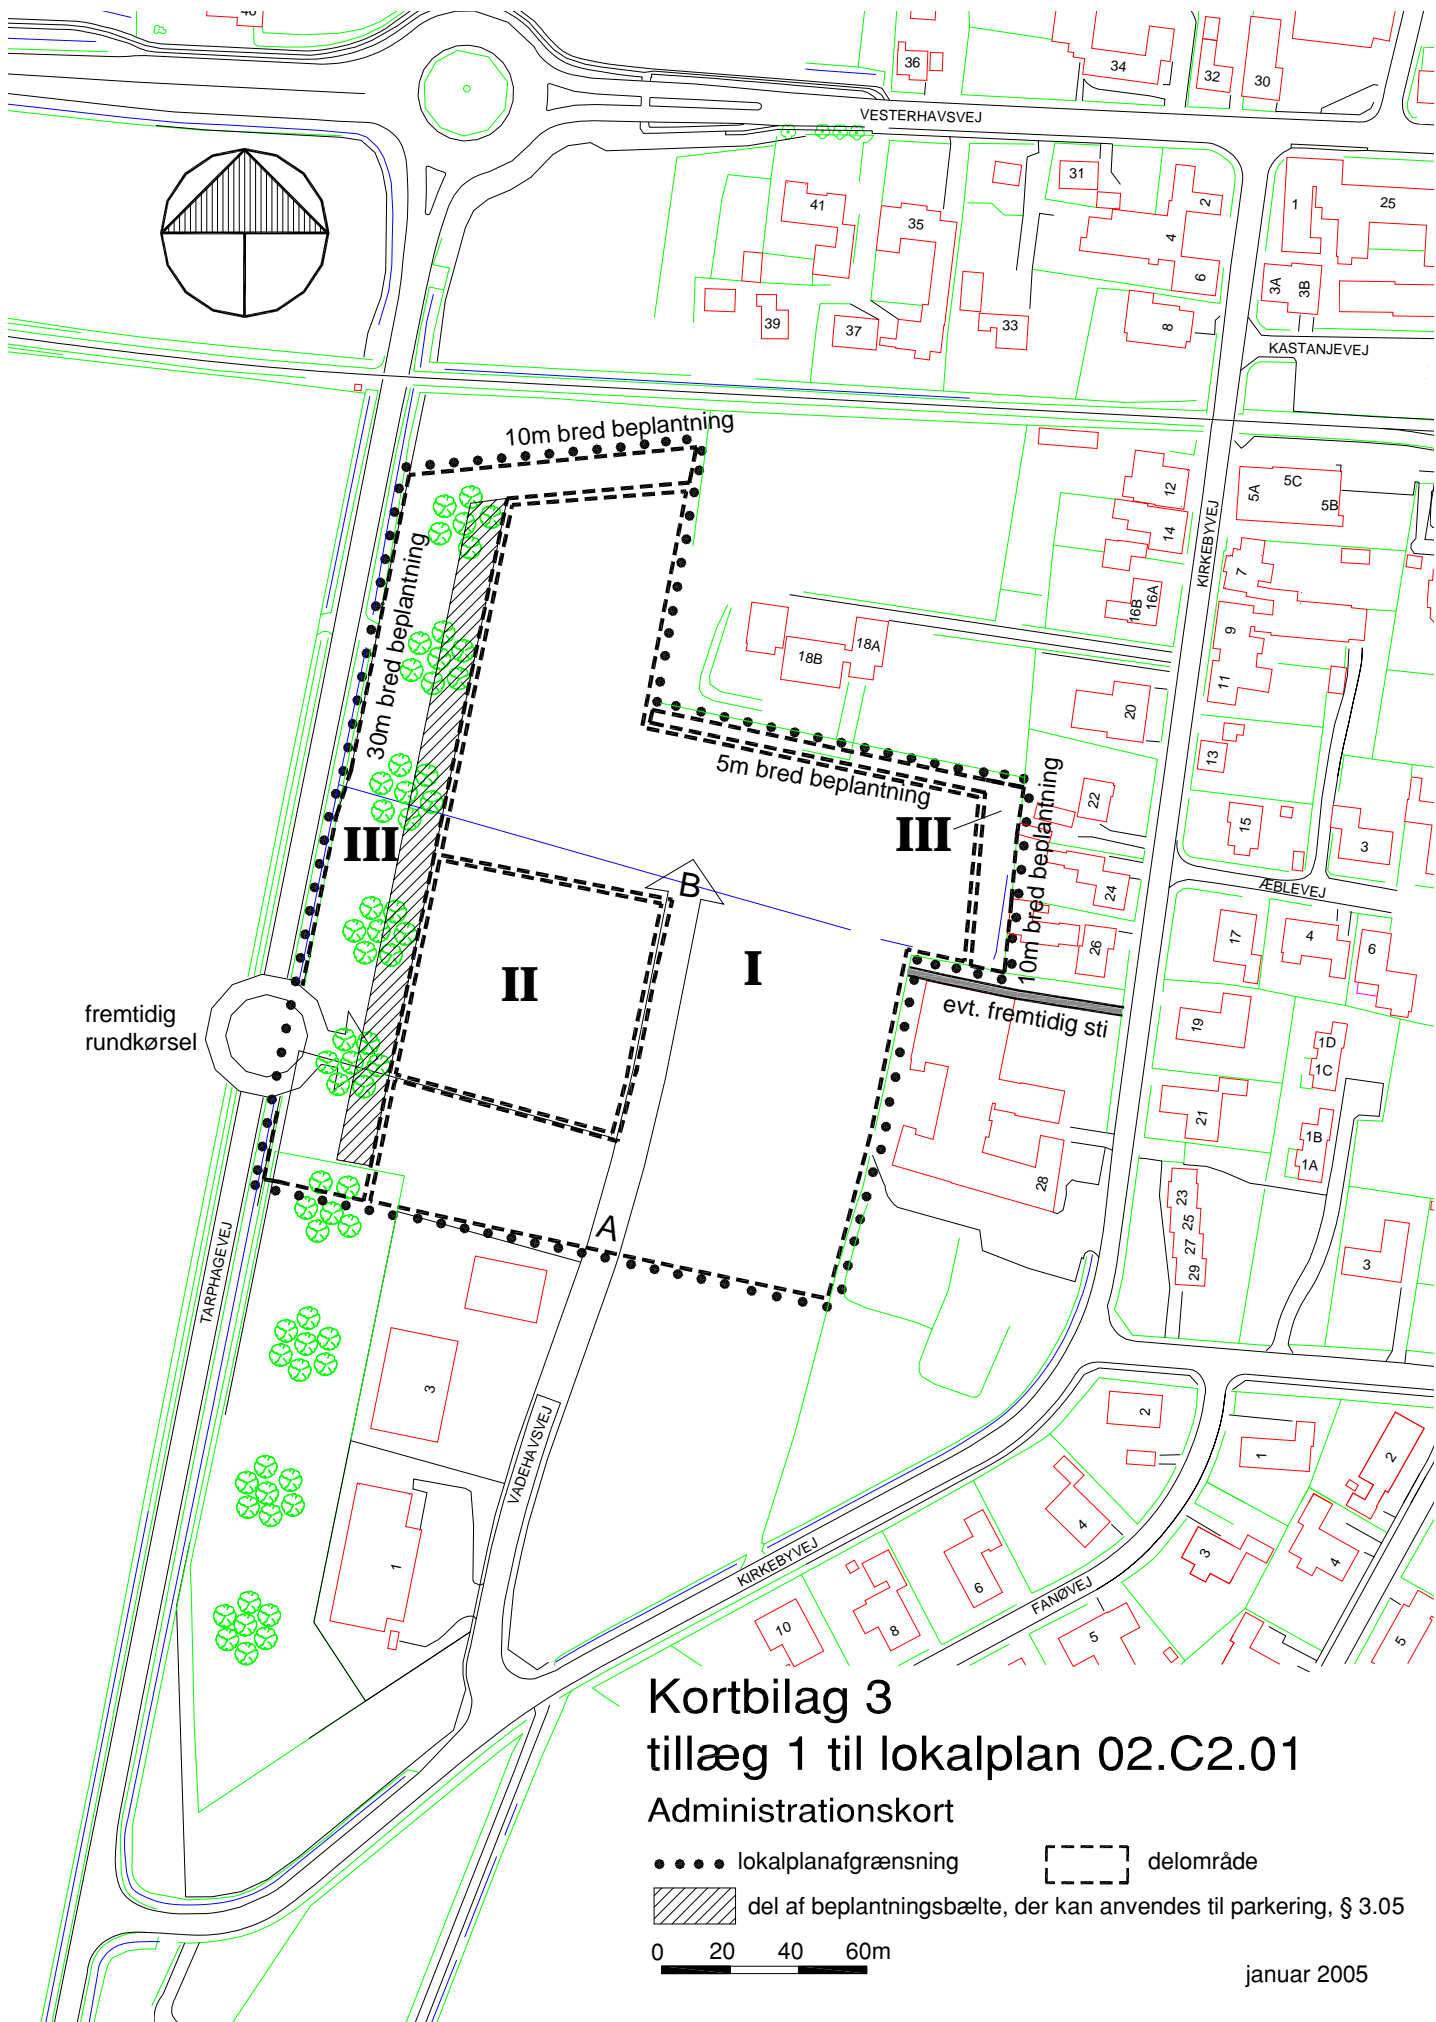 40
36
34
32
30
VESTERHAVSVEJ
31
2
41
35
4
1
25
6
3A
3B
39
37
33
8
KASTANJEVEJ
10m bred beplantning
12
5A
5C
5B
14
KIRKEBYVEJ
7
16B
16A
30m bred beplantning
9
18A
18B
11
20
13
5m bred beplantning
10m bred beplantning
22
III
III
15
3
24
ÆBLEVEJ
B
I
II
26
17
4
6
evt. fremtidig sti
fremtidig
rundkørsel
19
1D
1C
21
1B
1A
28
23
25
27
29
3
A
TARPHAGEVEJ
3
VADEHAVSVEJ
2
1
2
4
3
4
1
KIRKEBYVEJ
6
FANØVEJ
10
8
5
5
Kortbilag 3
tillæg 1 til lokalplan 02.C2.01
Administrationskort
lokalplanafgrænsning
delområde
del af beplantningsbælte, der kan anvendes til parkering, § 3.05
0 20 40 60m
januar 2005